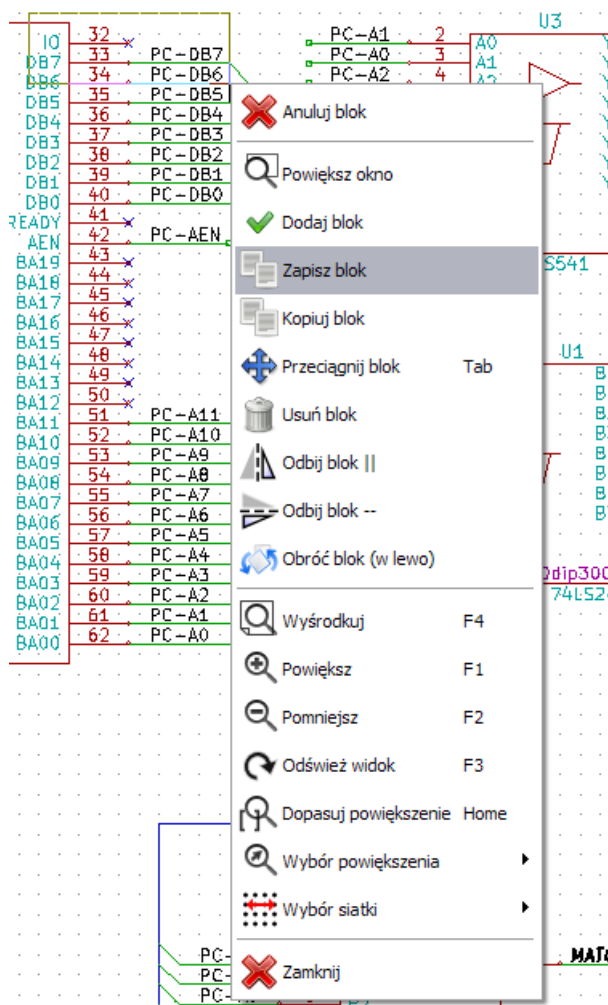 U3
IO 32
DB7 33 PC-DB7
DB6 34 PC-DB6
DB5 35 PC-DB5
DB4 36 PC-DB4
DB3 37 PC-DB3
DB2 38 PC-DB2
DB1 39 PC-DB1
DB0 40 PC-DB0
READY 41
AEN 42 PC-AEN
BA19 43
BA18 44
BA17 45
BA16 46
BA15 47
BA14 48
BA13 49
BA12 50
BA11 51 PC-A11
BA10 52 PC-A10
BA09 53 PC-A9
BA08 54 PC-A8
BA07 55 PC-A7
BA06 56 PC-A6
BA05 57 PC-A5
BA04 58 PC-A4
BA03 59 PC-A3
BA02 60 PC-A2
BA01 61 PC-A1
BA00 62 PC-A0
PC-A1 2 A0
PC-A0 3 A1
PC-A2 4 A2
Anuluj blok
Powiększ okno
Dodaj blok
Zapisz blok
Kopiuj blok
Przeciągnij blok Tab
Usuń blok
Odbij blok ||
Odbij blok --
Obróć blok (w lewo)
Wyśrodkuj F4
Powiększ F1
Pomniejsz F2
Odśwież widok F3
Dopasuj powiększenie Home
Wybór powiększenia
Wybór siatki
Zamknij
S541
U1
B
B
B
B
B
B
B
B
dip300
74LS24
PC-
PC-
PC-